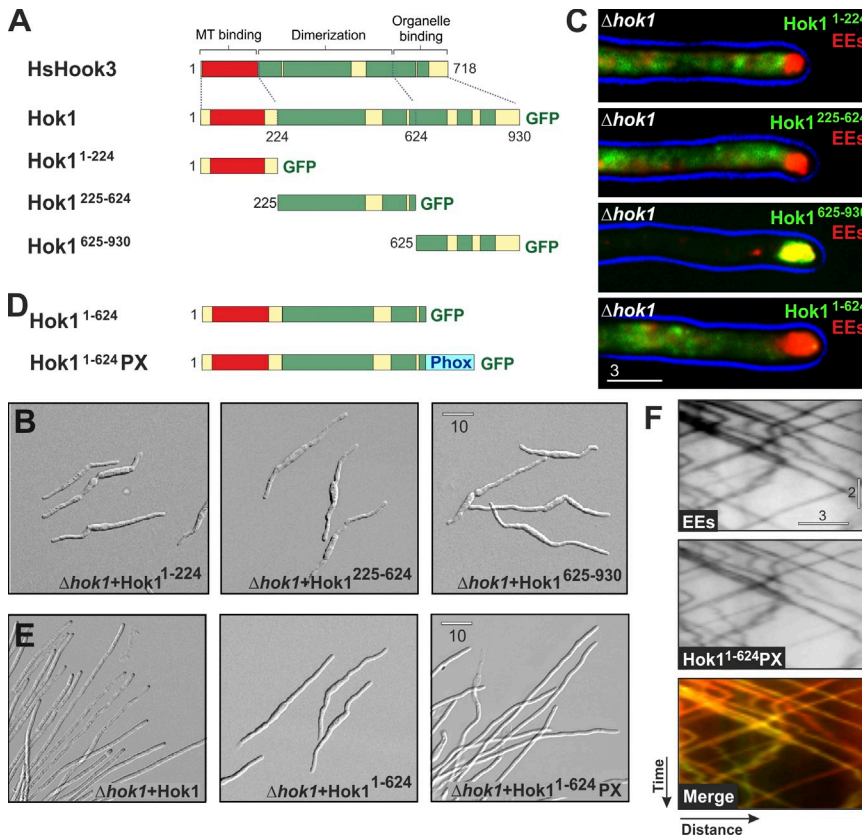 A
MT binding
Dimerization
Organelle binding
HsHook3
1
718
Hok1
1
224
624
930
GFP
Hok1 1-224
1
GFP
Hok1 225-624
225
GFP
Hok1 625-930
625
GFP
D
Hok1 1-624
1
GFP
Hok1 1-624 PX
1
Phox
GFP
C
Δhok1
Hok1 1-224
EEs
Δhok1
Hok1 225-624
EEs
Δhok1
Hok1 625-930
EEs
Δhok1
Hok1 1-624
EEs
3
B
Δhok1+Hok1 1-224
Δhok1+Hok1 225-624
10
Δhok1+Hok1 625-930
E
Δhok1+Hok1
Δhok1+Hok1 1-624
10
Δhok1+Hok1 1-624 PX
F
2
3
EEs
Hok1 1-624 PX
Merge
Time
Distance